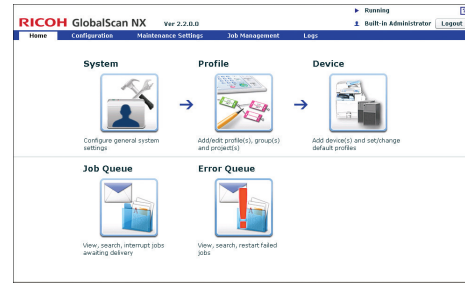 Running
RICOH GlobalScan NX Ver 2.2.0.0
Built-in Administrator Logout
Home Configuration Maintenance Settings Job Management Logs
System Profile Device
Configure general system settings
Add/edit profile(s), group(s) and project(s)
Add device(s) and set/change default profiles
Job Queue Error Queue
View, search, interrupt jobs awaiting delivery
View, search, restart failed jobs